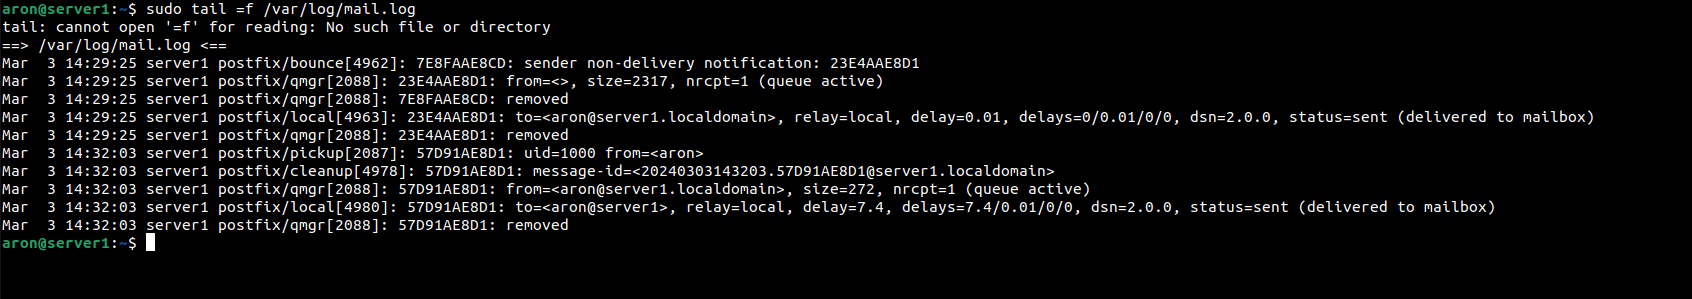 aron@server1:~$ sudo tail =f /var/log/mail.log
tail: cannot open '=f' for reading: No such file or directory
==> /var/log/mail.log <==
Mar  3 14:29:25 server1 postfix/bounce[4962]: 7E8FAAE8CD: sender non-delivery notification: 23E4AAE8D1
Mar  3 14:29:25 server1 postfix/qmgr[2088]: 23E4AAE8D1: from=<>, size=2317, nrcpt=1 (queue active)
Mar  3 14:29:25 server1 postfix/qmgr[2088]: 7E8FAAE8CD: removed
Mar  3 14:29:25 server1 postfix/local[4963]: 23E4AAE8D1: to=<aron@server1.localdomain>, relay=local, delay=0.01, delays=0/0.01/0/0, dsn=2.0.0, status=sent (delivered to mailbox)
Mar  3 14:29:25 server1 postfix/qmgr[2088]: 23E4AAE8D1: removed
Mar  3 14:32:03 server1 postfix/pickup[2087]: 57D91AE8D1: uid=1000 from=<aron>
Mar  3 14:32:03 server1 postfix/cleanup[4978]: 57D91AE8D1: message-id=<20240303143203.57D91AE8D1@server1.localdomain>
Mar  3 14:32:03 server1 postfix/qmgr[2088]: 57D91AE8D1: from=<aron@server1.localdomain>, size=272, nrcpt=1 (queue active)
Mar  3 14:32:03 server1 postfix/local[4980]: 57D91AE8D1: to=<aron@server1>, relay=local, delay=7.4, delays=7.4/0.01/0/0, dsn=2.0.0, status=sent (delivered to mailbox)
Mar  3 14:32:03 server1 postfix/qmgr[2088]: 57D91AE8D1: removed
aron@server1:~$